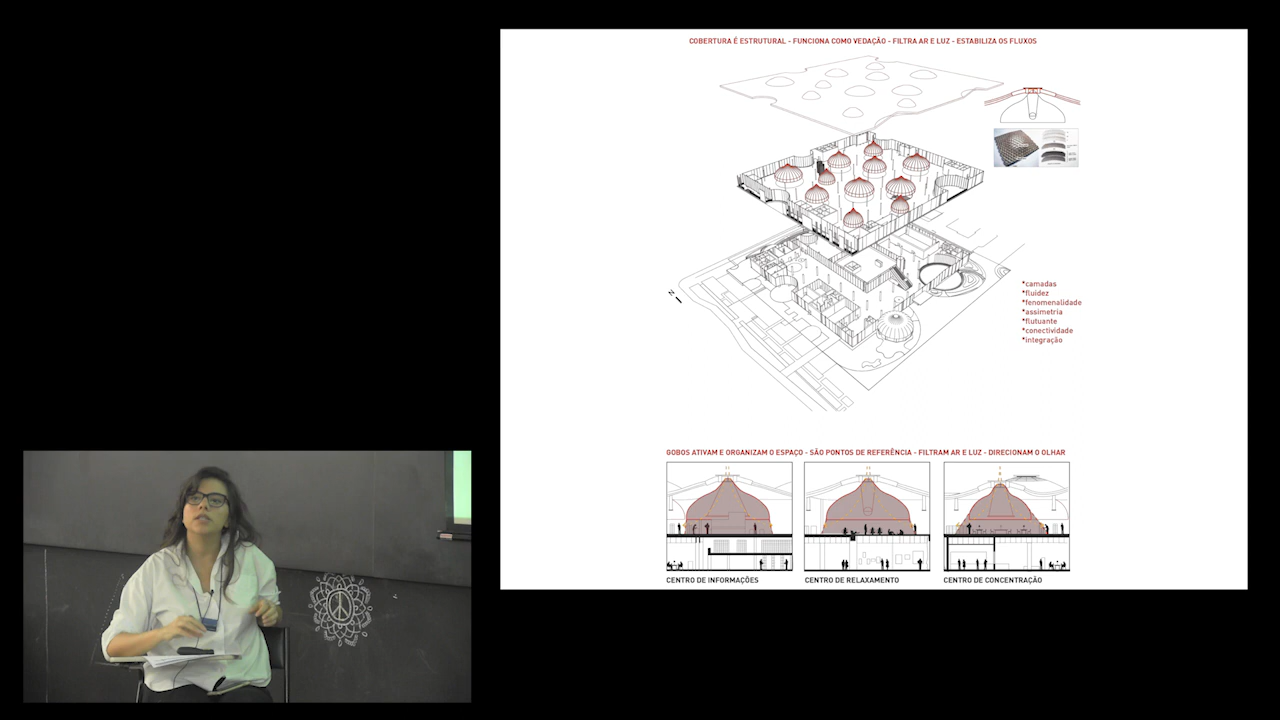 COBERTURA É ESTRUTURAL - FUNCIONA COMO VEDAÇÃO - FILTRA AR E LUZ - ESTABILIZA OS FLUXOS
N
*camadas
*fluidez
*fenomenalidade
*assimetria
*flutuante
*conectividade
*integração
GOBOS ATIVAM E ORGANIZAM O ESPAÇO - SÃO PONTOS DE REFERÊNCIA - FILTRAM AR E LUZ - DIRECIONAM O OLHAR
CENTRO DE INFORMAÇÕES
CENTRO DE RELAXAMENTO
CENTRO DE CONCENTRAÇÃO